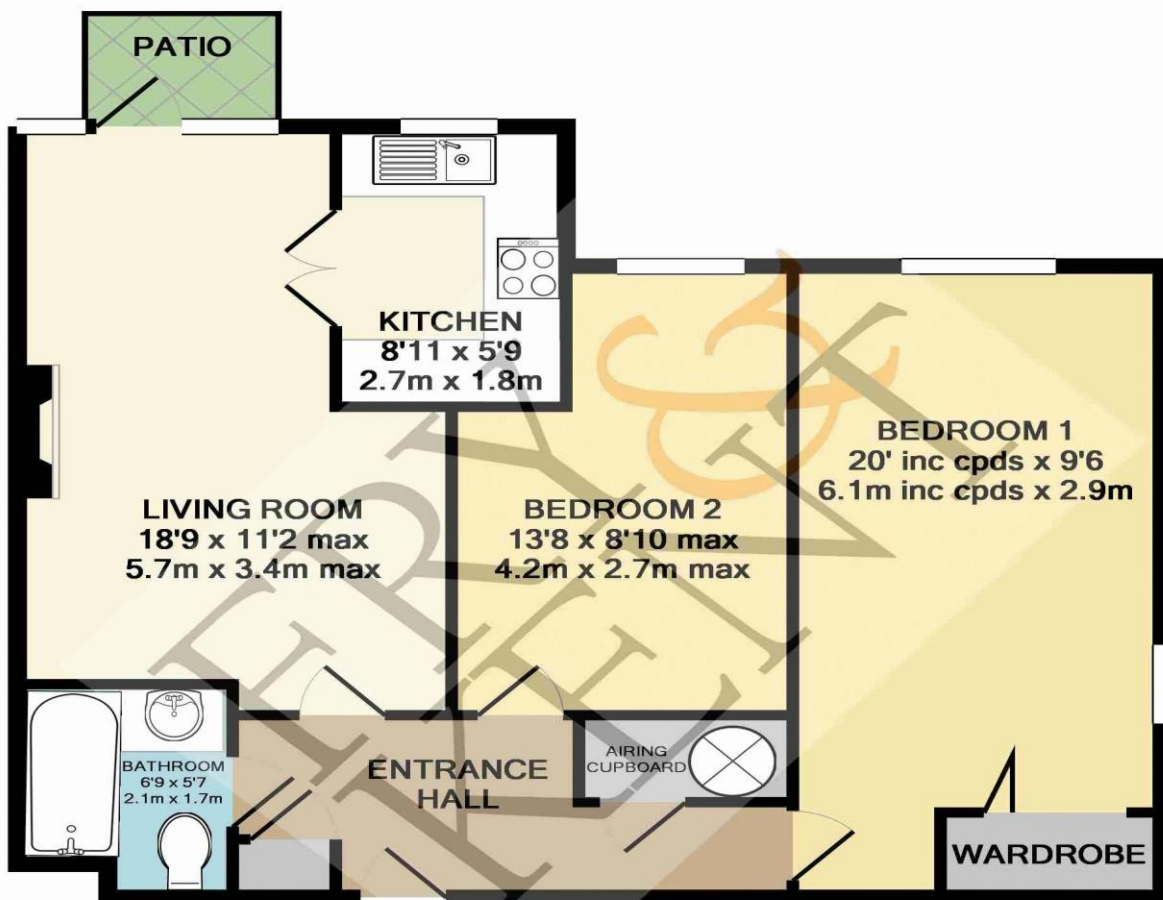 PATIO
KITCHEN
8'11 x 5'9
2.7m x 1.8m
LIVING ROOM
18'9 x 11'2 max
5.7m x 3.4m max
BEDROOM 2
13'8 x 8'10 max
4.2m x 2.7m max
BEDROOM 1
20' inc cpds x 9'6
6.1m inc cpds x 2.9m
BATHROOM
6'9 x 5'7
2.1m x 1.7m
ENTRANCE
HALL
AIRING
CUPBOARD
WARDROBE
FRY
&
KENT